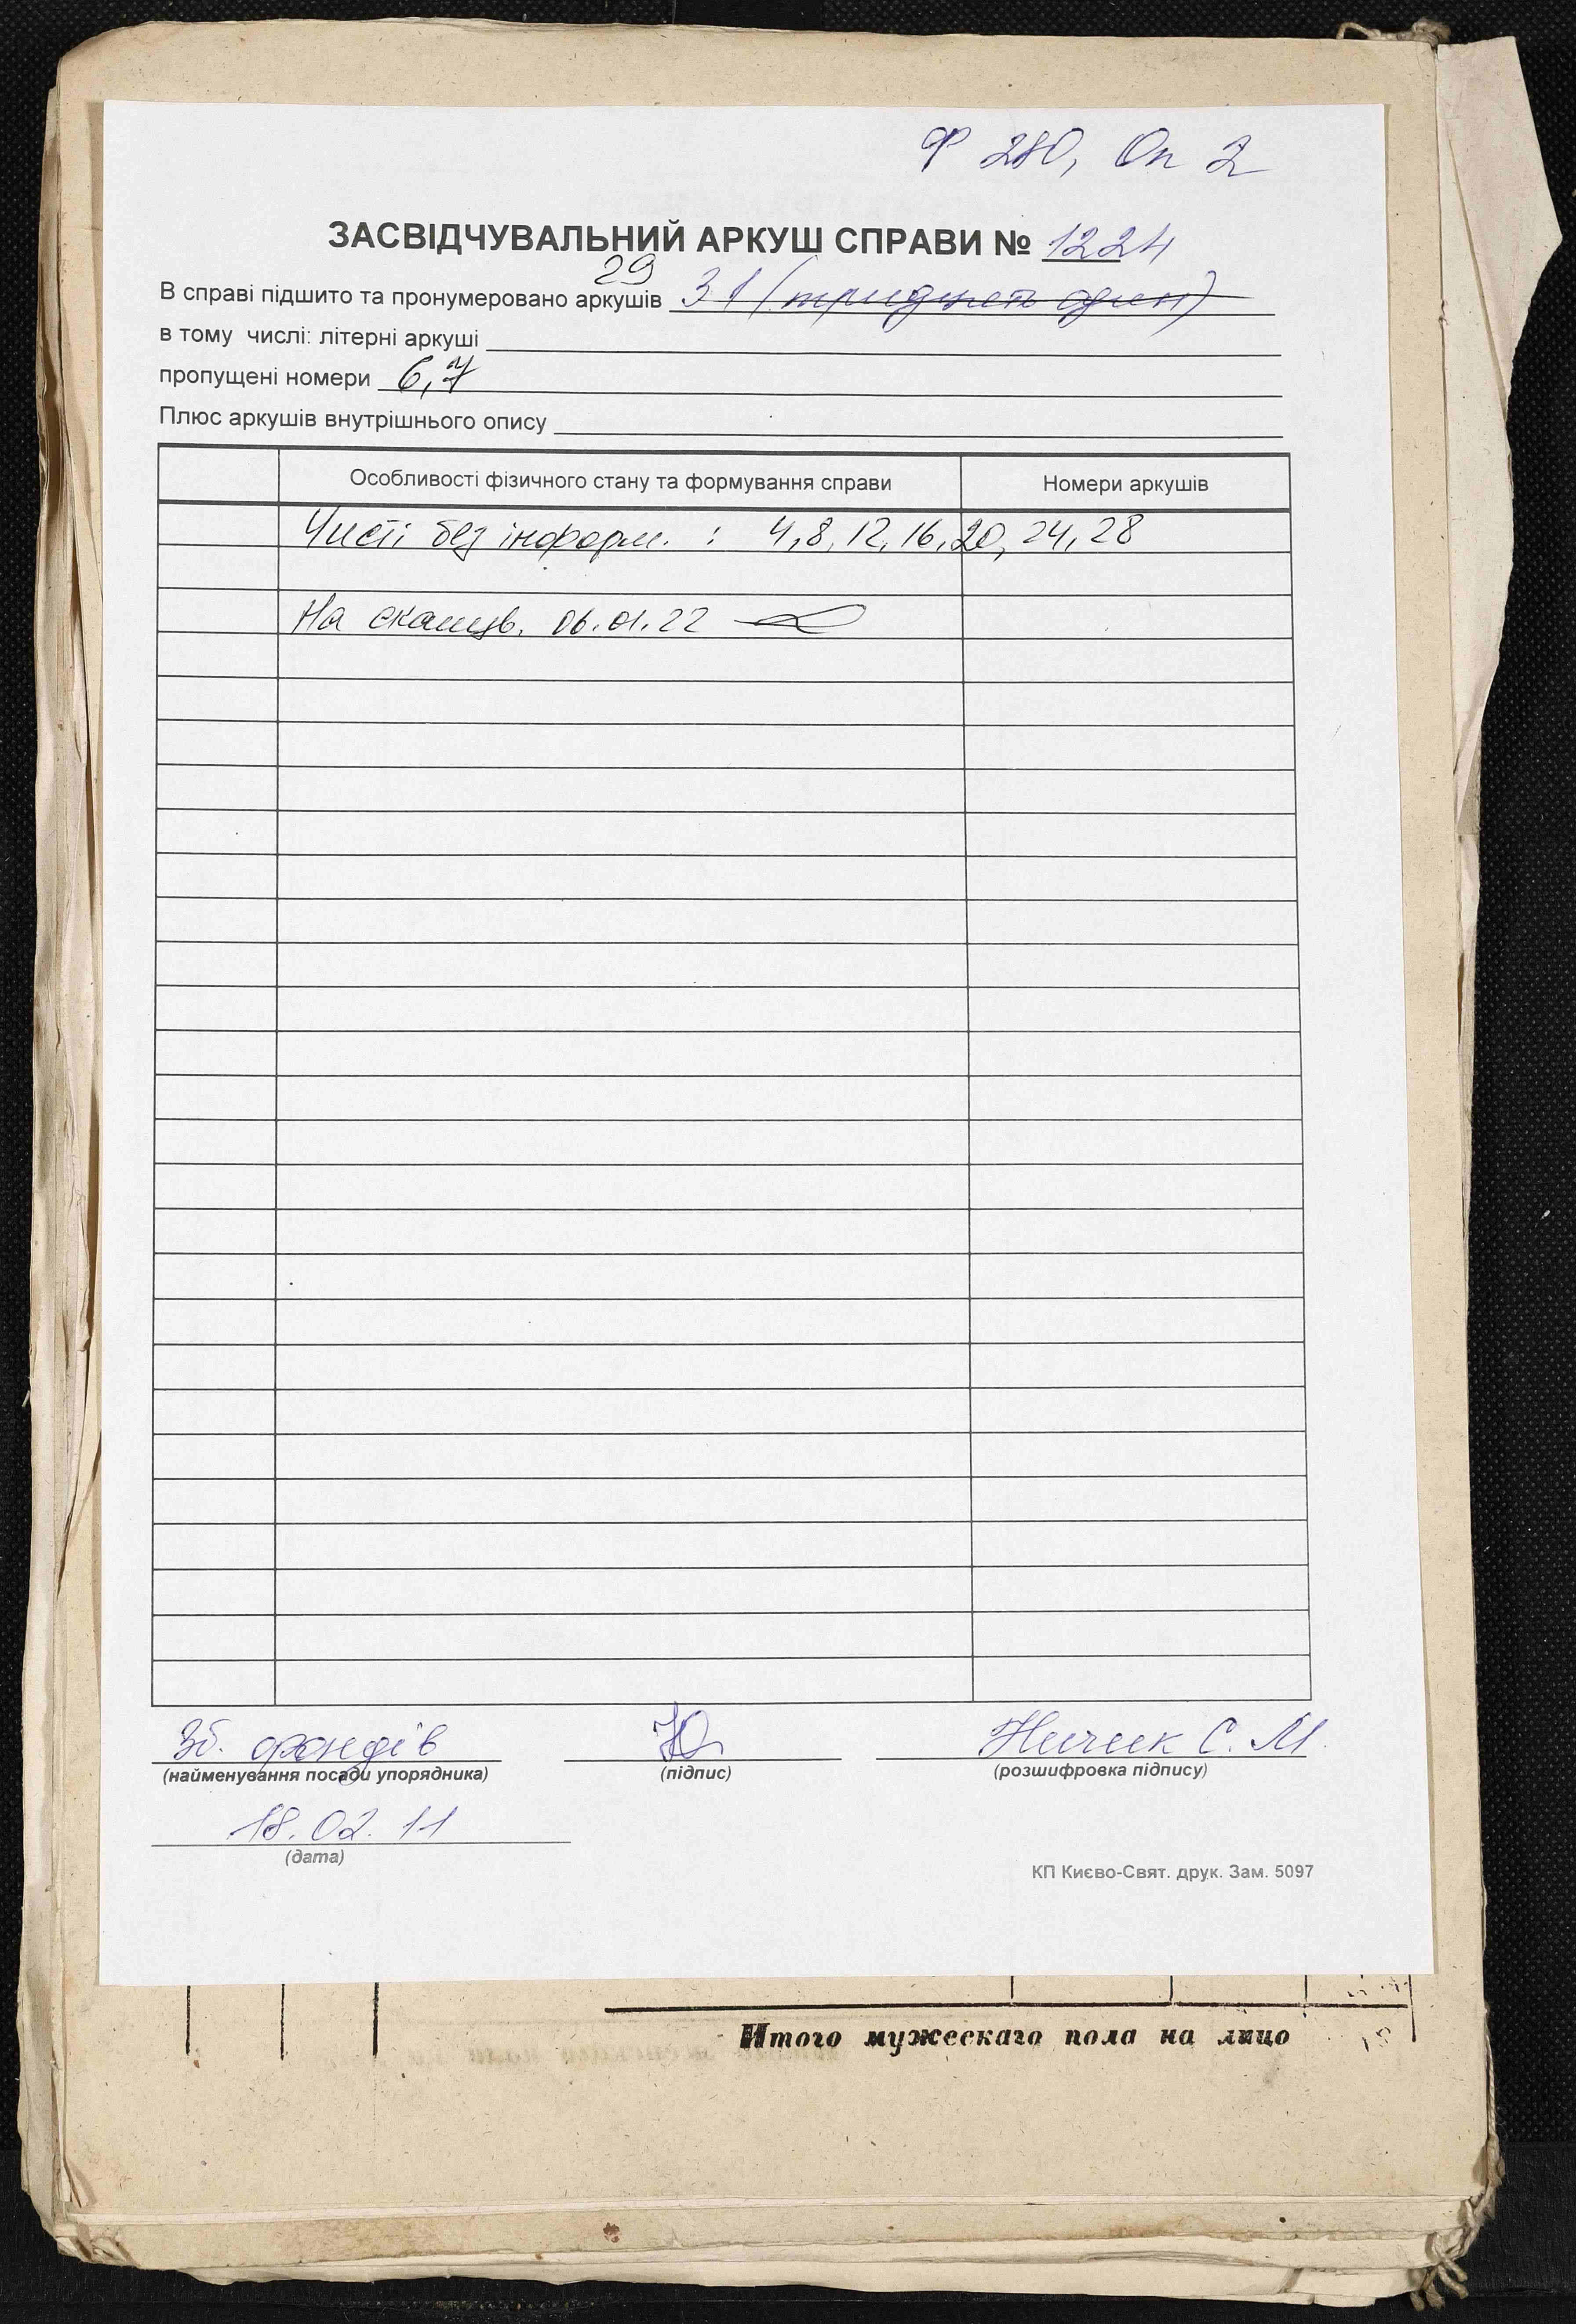 Ф 280, Оп 2
ЗАСВІДЧУВАЛЬНИЙ АРКУШ СПРАВИ № 1224
29
В справі підшито та пронумеровано аркушів 31 (тридцять один)
в тому числі: літерні аркуші
пропущені номери 6,7
Плюс аркушів внутрішнього опису
Особливості фізичного стану та формування справи Номери аркушів
Чисті без інформ. : 4,8,12,16,20,24,28
На сканув. 06.01.22
Зб. фондів Ничик С. М.
(найменування посади упорядника) (підпис) (розшифровка підпису)
18.02.11
(дата)
КП Києво-Свят. друк. Зам. 5097
Итого мужескаго пола на лицо